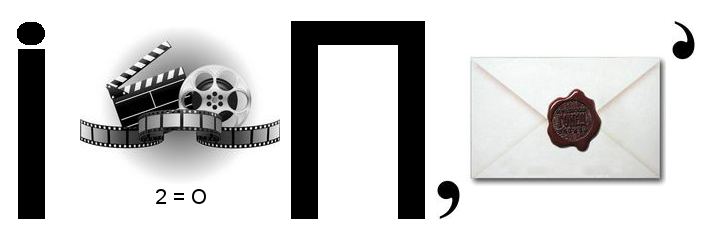 і П, ’
2 = О